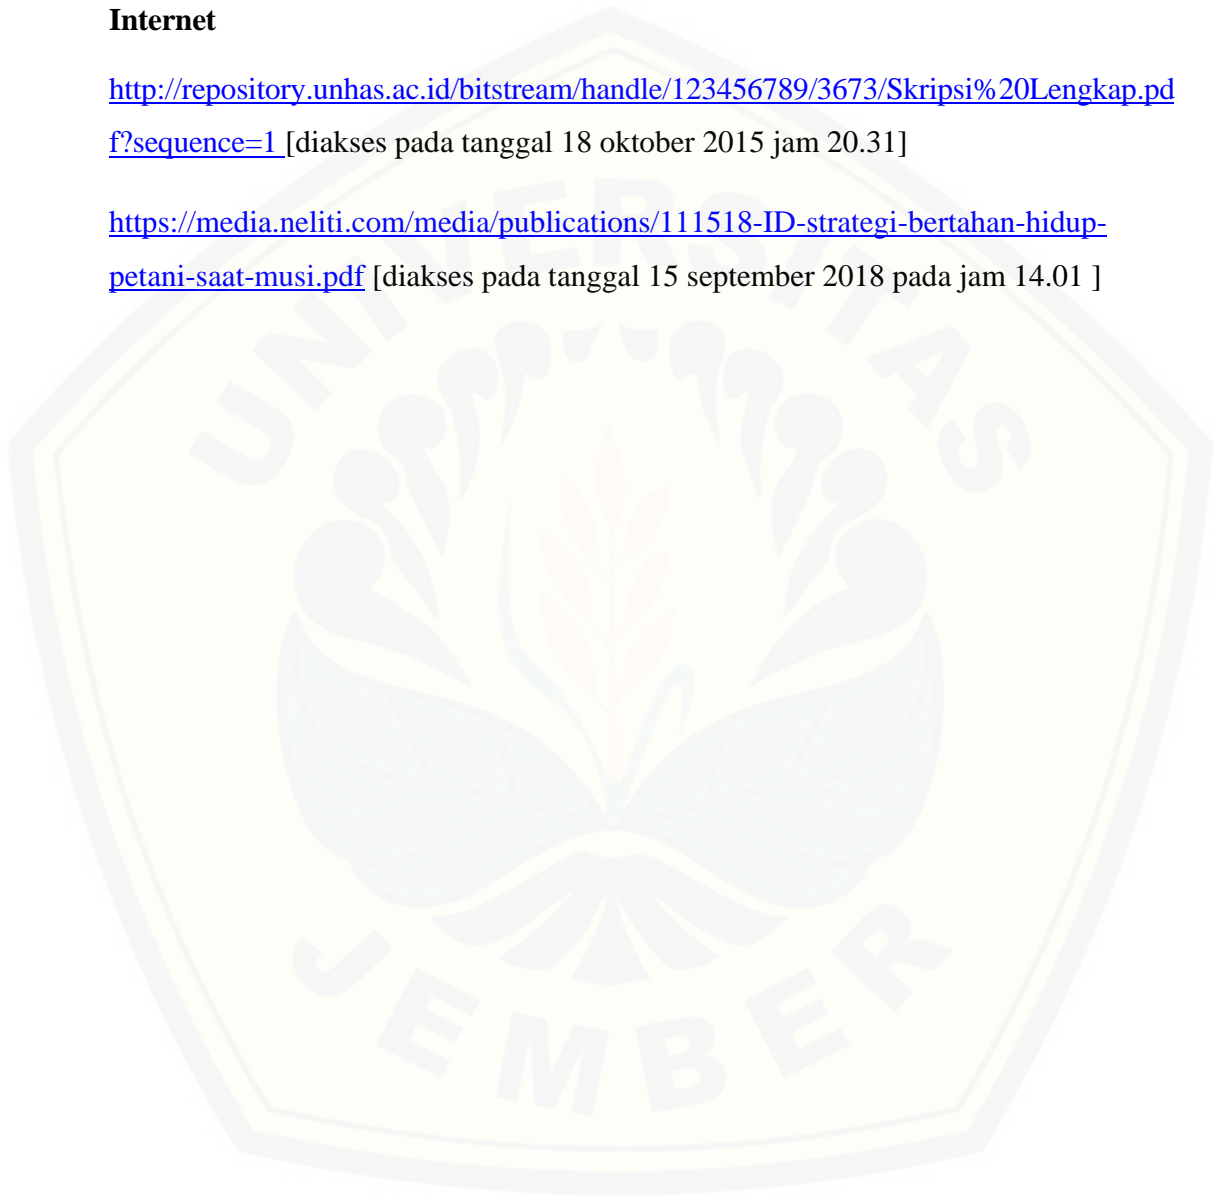 Internet
http://repository.unhas.ac.id/bitstream/handle/123456789/3673/Skripsi%20Lengkap.pd
f?sequence=1 [diakses pada tanggal 18 oktober 2015 jam 20.31]
https://media.neliti.com/media/publications/111518-ID-strategi-bertahan-hidup-
petani-saat-musi.pdf [diakses pada tanggal 15 september 2018 pada jam 14.01 ]
UNIVERSITAS
JEMBER